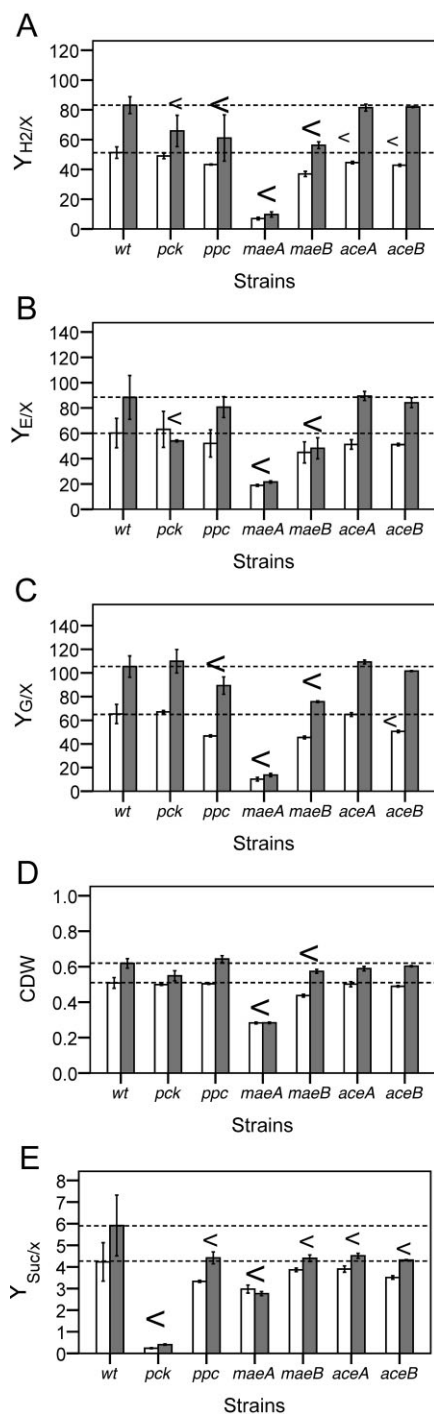 A
Y H2/X
120
100
80
60
40
20
0
< < < < < <
wt pck ppc maeA maeB aceA aceB
Strains
B
Y E/X
140
120
100
80
60
40
20
0
< < <
wt pck ppc maeA maeB aceA aceB
Strains
C
Y G/X
140
120
100
80
60
40
20
0
< < < <
wt pck ppc maeA maeB aceA aceB
Strains
D
CDW
1.0
0.8
0.6
0.4
0.2
0.0
< <
wt pck ppc maeA maeB aceA aceB
Strains
E
Y Suc/x
8
7
6
5
4
3
2
1
0
< < < < < <
wt pck ppc maeA maeB aceA aceB
Strains